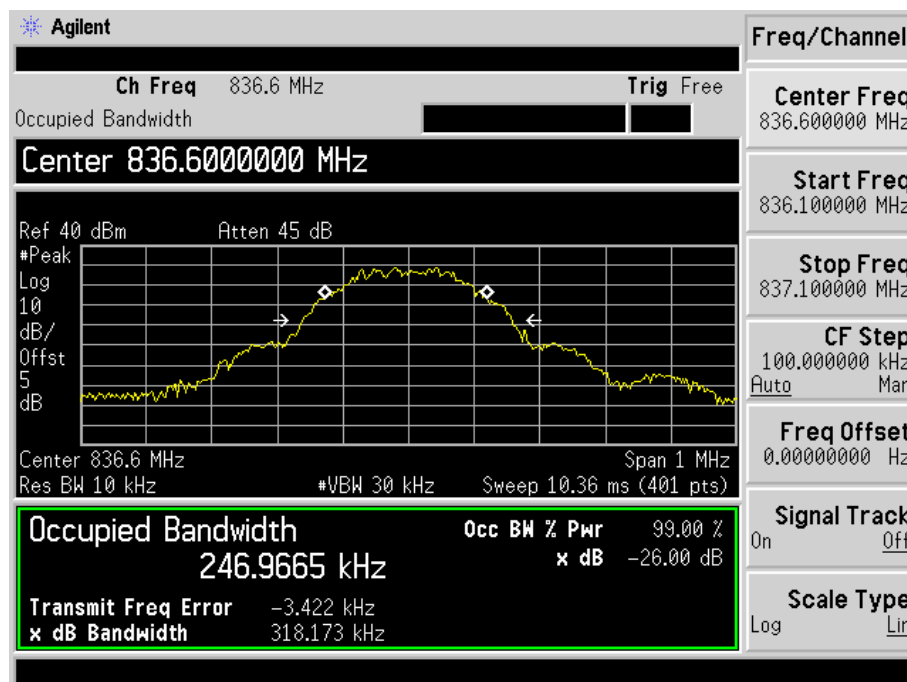 Agilent
Freq/Channel
Ch Freq 836.6 MHz Trig Free
Occupied Bandwidth
Center 836.6000000 MHz
Ref 40 dBm Atten 45 dB
#Peak
Log
10
dB/
Offst
5
dB
Center 836.6 MHz Span 1 MHz
Res BW 10 kHz #VBW 30 kHz Sweep 10.36 ms (401 pts)
Occupied Bandwidth Occ BW % Pwr 99.00 %
246.9665 kHz x dB -26.00 dB
Transmit Freq Error -3.422 kHz
x dB Bandwidth 318.173 kHz
Center Freq
836.600000 MHz
Start Freq
836.100000 MHz
Stop Freq
837.100000 MHz
CF Step
100.000000 kHz
Auto Man
Freq Offset
0.00000000 Hz
Signal Track
On Off
Scale Type
Log Lin